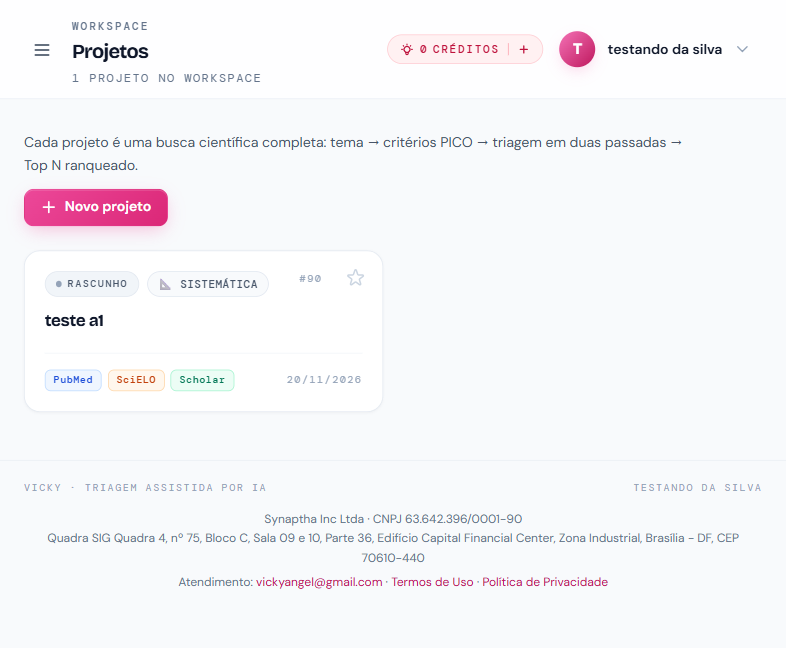 WORKSPACE
Projetos
1 PROJETO NO WORKSPACE
0 CRÉDITOS
+
T
testando da silva
Cada projeto é uma busca científica completa: tema → critérios PICO → triagem em duas passadas →
Top N ranqueado.
+ Novo projeto
RASCUNHO
SISTEMÁTICA
#90
teste a1
PubMed
SciELO
Scholar
20/11/2026
VICKY · TRIAGEM ASSISTIDA POR IA
TESTANDO DA SILVA
Synaptha Inc Ltda · CNPJ 63.642.396/0001-90
Quadra SIG Quadra 4, nº 75, Bloco C, Sala 09 e 10, Parte 36, Edifício Capital Financial Center, Zona Industrial, Brasília - DF, CEP
70610-440
Atendimento: vickyangel@gmail.com · Termos de Uso · Política de Privacidade